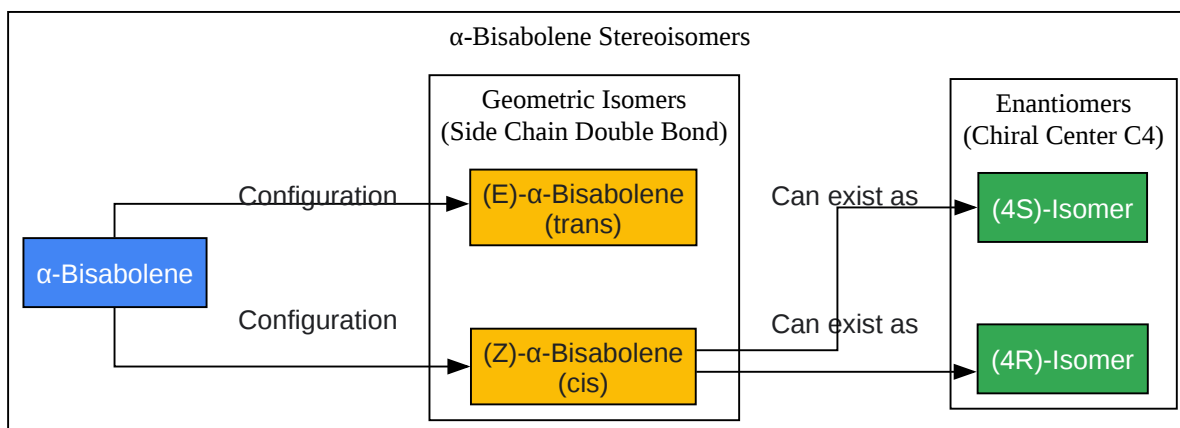 α-Bisabolene Stereoisomers
Geometric Isomers
(Side Chain Double Bond)
Enantiomers
(Chiral Center C4)
Configuration
(E)-α-Bisabolene
(trans)
Can exist as
(4S)-Isomer
α-Bisabolene
Configuration
(Z)-α-Bisabolene
(cis)
Can exist as
(4R)-Isomer